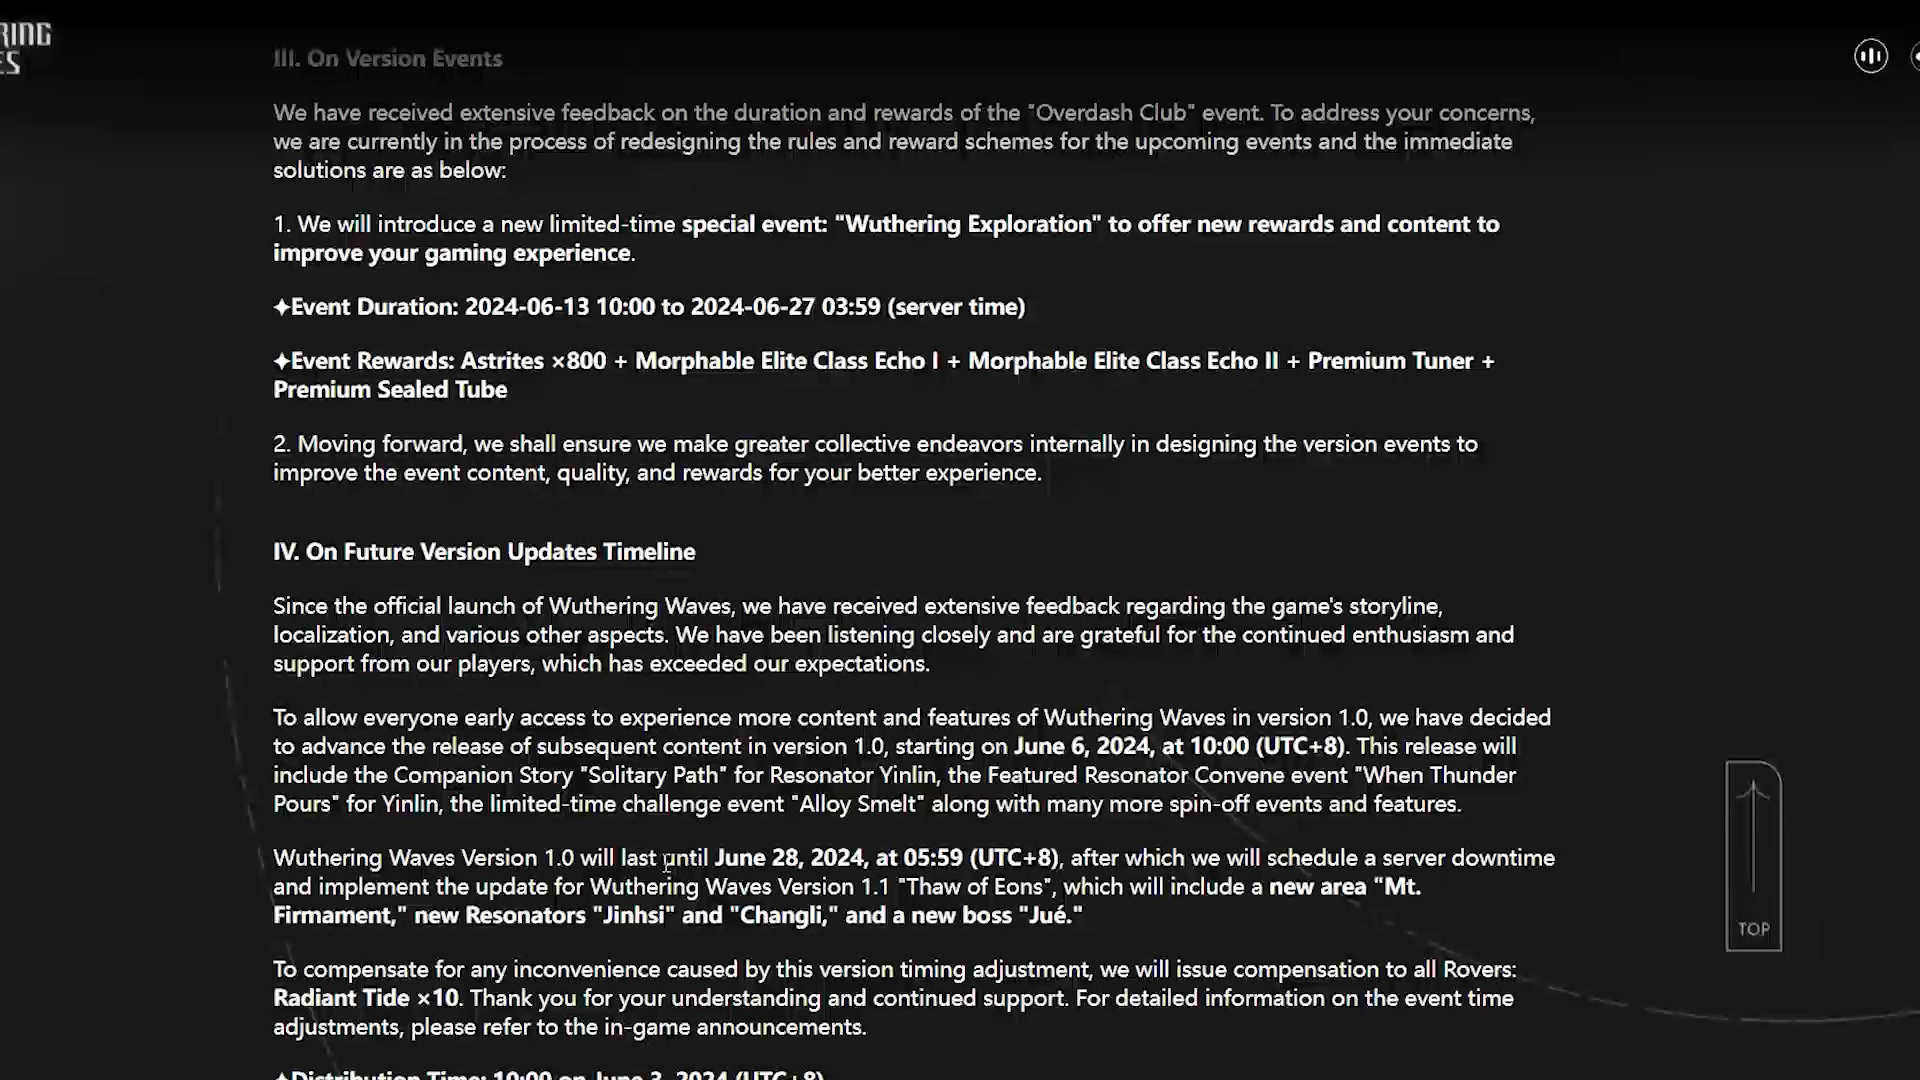 RING
ES
III. On Version Events
We have received extensive feedback on the duration and rewards of the "Overdash Club" event. To address your concerns,
we are currently in the process of redesigning the rules and reward schemes for the upcoming events and the immediate
solutions are as below:
1. We will introduce a new limited-time special event: "Wuthering Exploration" to offer new rewards and content to
improve your gaming experience.
✦Event Duration: 2024-06-13 10:00 to 2024-06-27 03:59 (server time)
✦Event Rewards: Astrites ×800 + Morphable Elite Class Echo I + Morphable Elite Class Echo II + Premium Tuner +
Premium Sealed Tube
2. Moving forward, we shall ensure we make greater collective endeavors internally in designing the version events to
improve the event content, quality, and rewards for your better experience.
IV. On Future Version Updates Timeline
Since the official launch of Wuthering Waves, we have received extensive feedback regarding the game's storyline,
localization, and various other aspects. We have been listening closely and are grateful for the continued enthusiasm and
support from our players, which has exceeded our expectations.
To allow everyone early access to experience more content and features of Wuthering Waves in version 1.0, we have decided
to advance the release of subsequent content in version 1.0, starting on June 6, 2024, at 10:00 (UTC+8). This release will
include the Companion Story "Solitary Path" for Resonator Yinlin, the Featured Resonator Convene event "When Thunder
Pours" for Yinlin, the limited-time challenge event "Alloy Smelt" along with many more spin-off events and features.
Wuthering Waves Version 1.0 will last until June 28, 2024, at 05:59 (UTC+8), after which we will schedule a server downtime
and implement the update for Wuthering Waves Version 1.1 "Thaw of Eons", which will include a new area "Mt.
Firmament," new Resonators "Jinhsi" and "Changli," and a new boss "Jué."
TOP
To compensate for any inconvenience caused by this version timing adjustment, we will issue compensation to all Rovers:
Radiant Tide ×10. Thank you for your understanding and continued support. For detailed information on the event time
adjustments, please refer to the in-game announcements.
✦Distribution Time: 10:00 on June 3, 2024 (UTC+8)